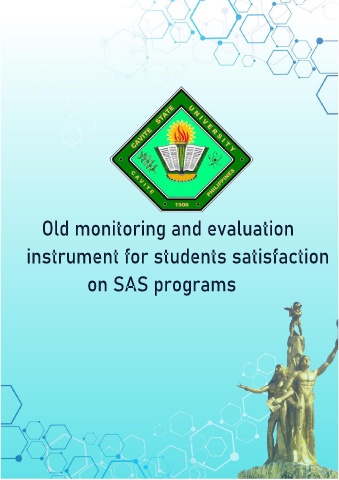 CAVITE STATE UNIVERSITY
CAVITE
1906
PHILIPPINES
Old monitoring and evaluation
instrument for students satisfaction
on SAS programs